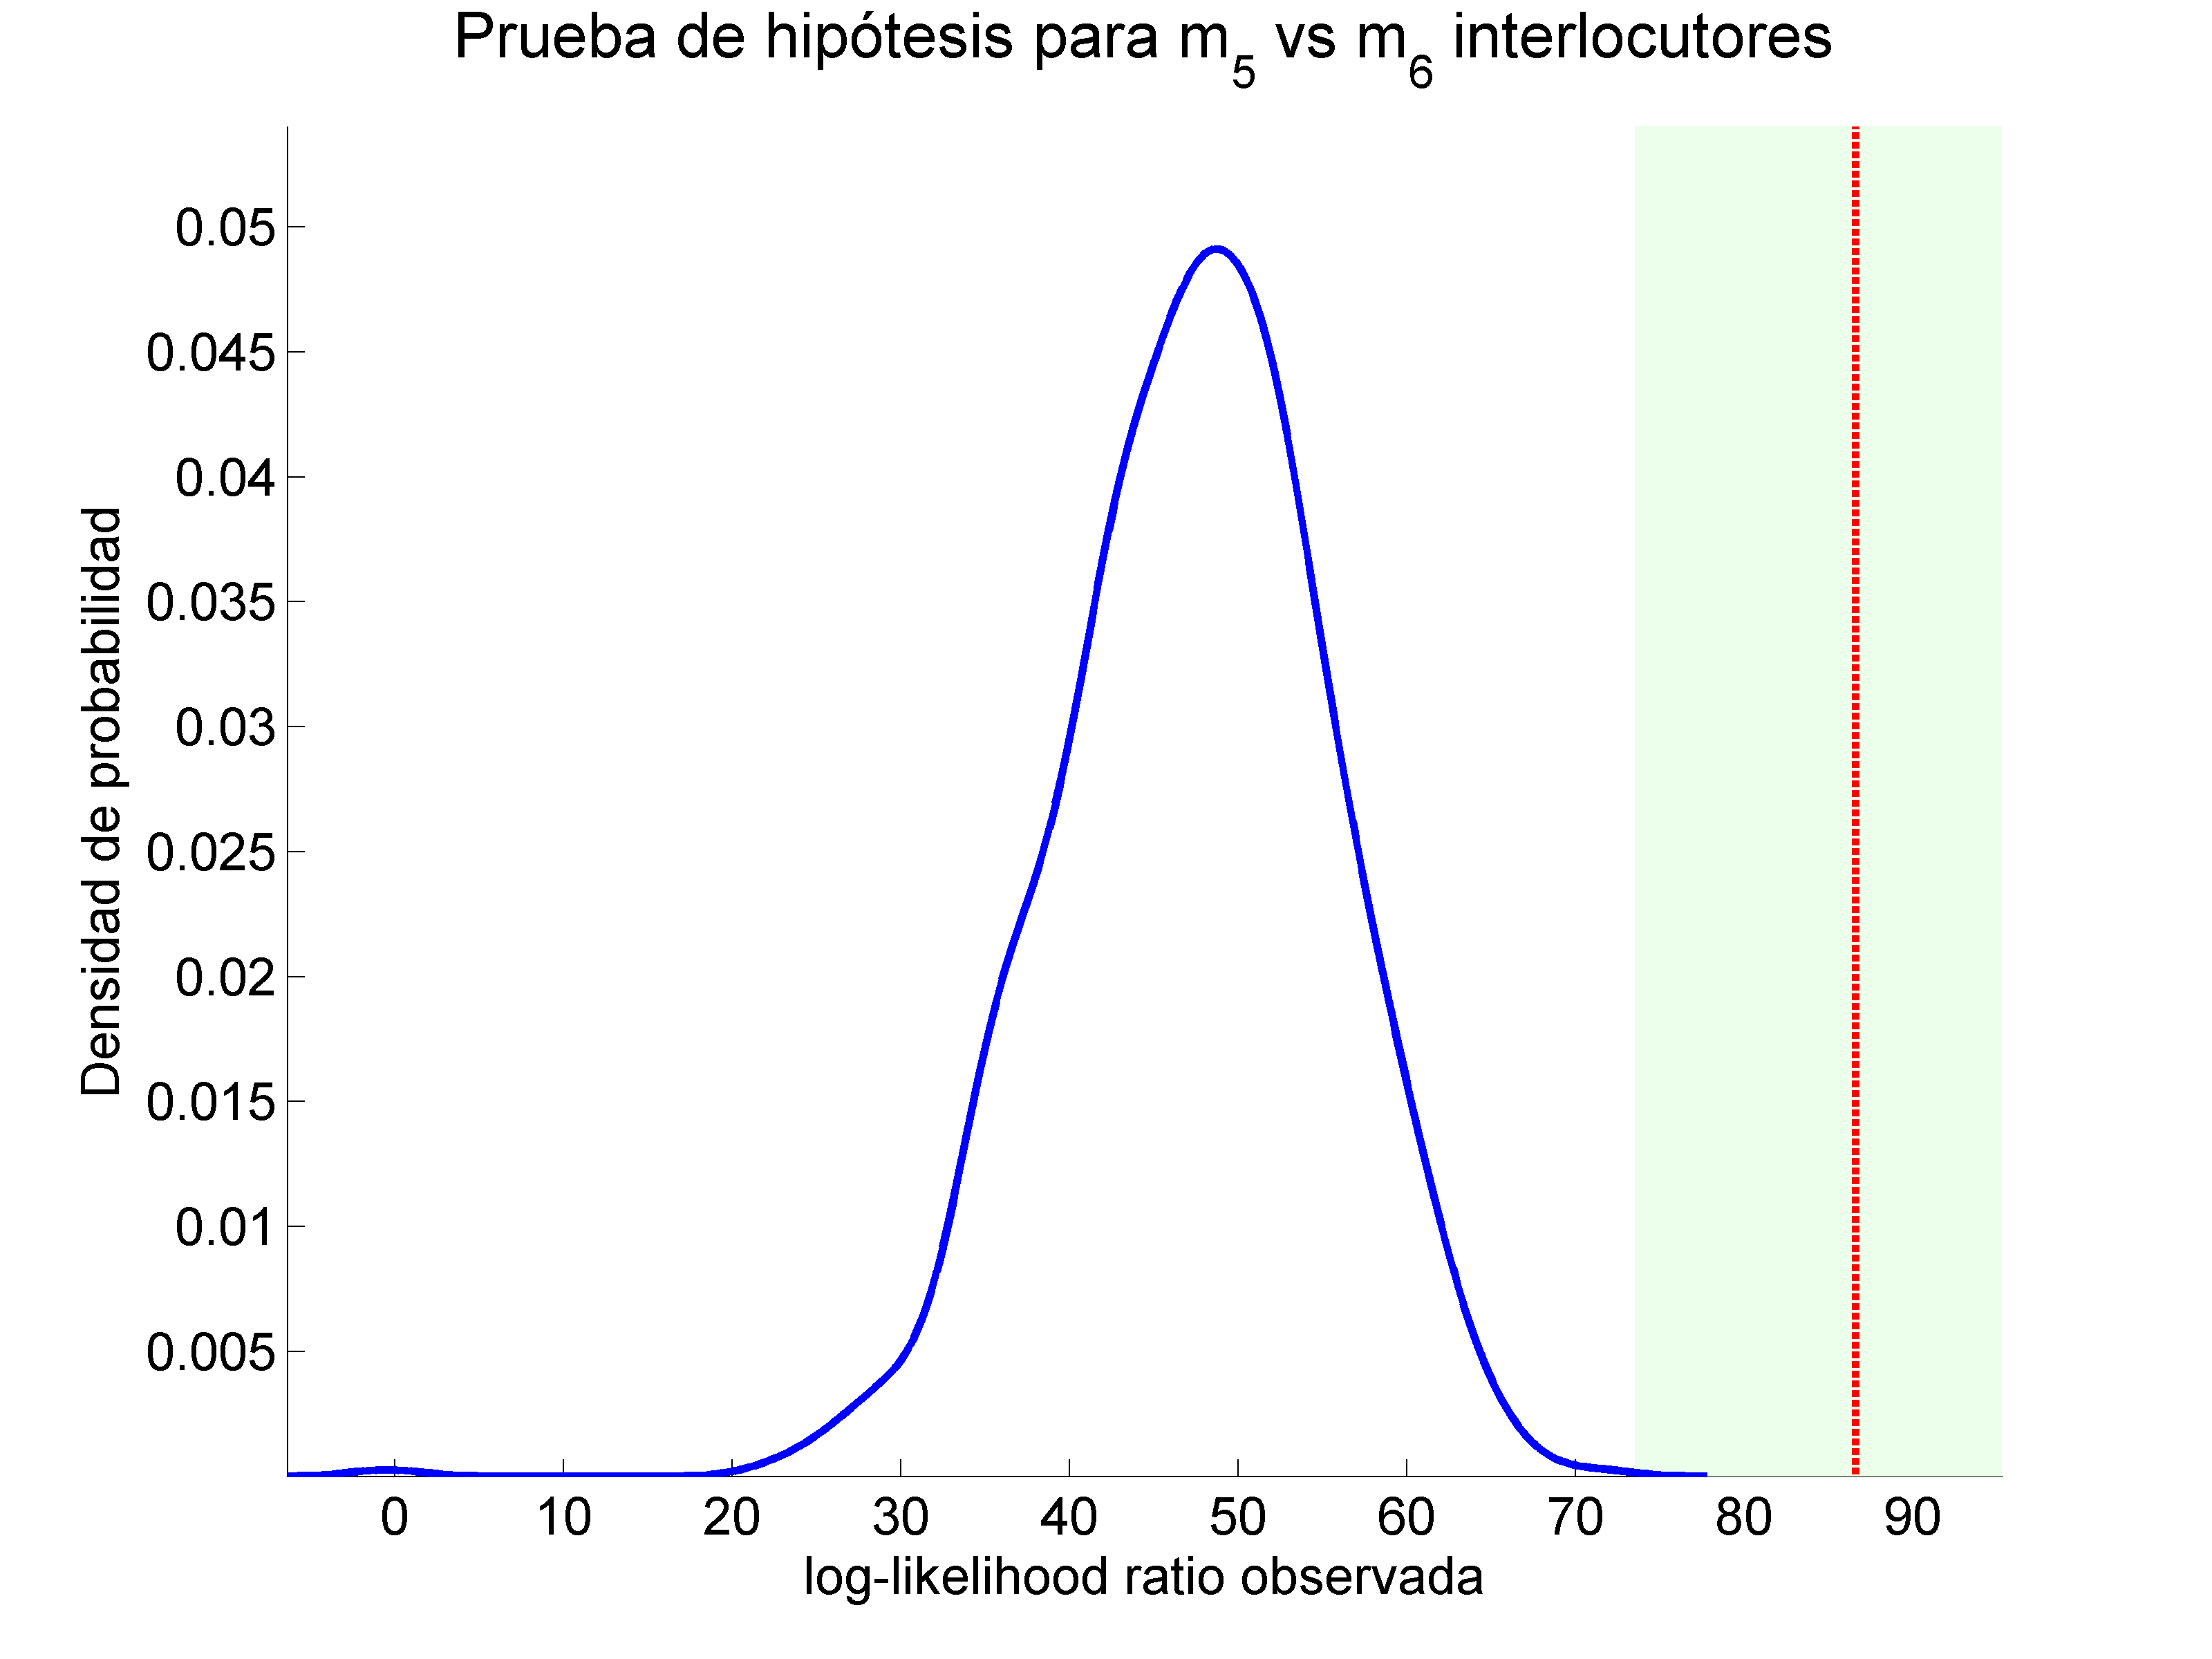 Prueba de hipótesis para m5 vs m6 interlocutores
0.05
0.045
0.04
0.035
0.03
0.025
0.02
0.015
0.01
0.005
Densidad de probabilidad
0 10 20 30 40 50 60 70 80 90
log-likelihood ratio observada